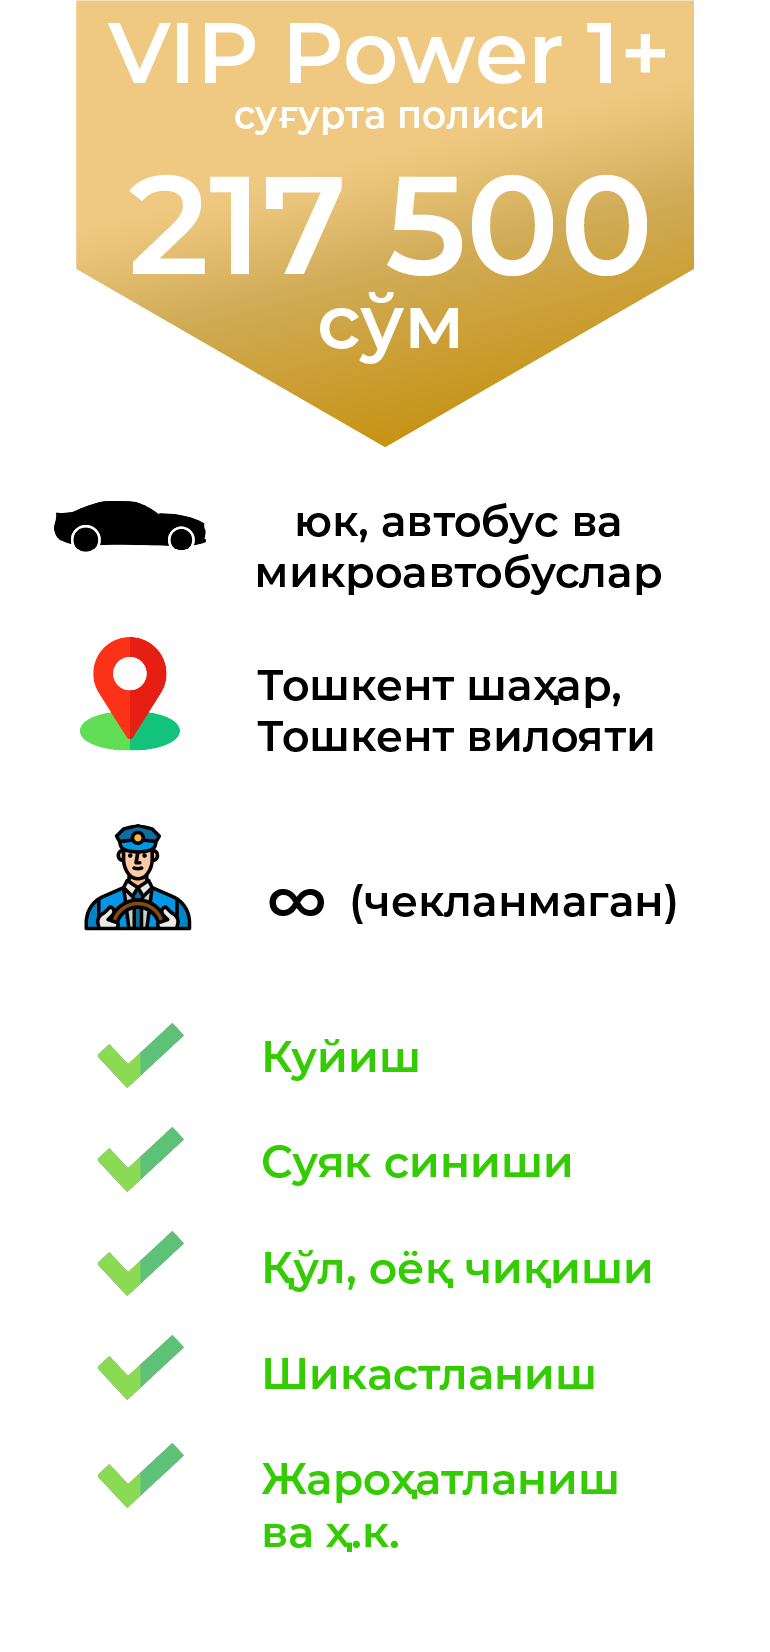 VIP Power 1+
суғурта полиси
217 500
сўм
юк, автобус ва
микроавтобуслар
Тошкент шаҳар,
Тошкент вилояти
∞ (чекланмаган)
Куйиш
Суяк синиши
Қўл, оёқ чиқиши
Шикастланиш
Жароҳатланиш
ва ҳ.к.